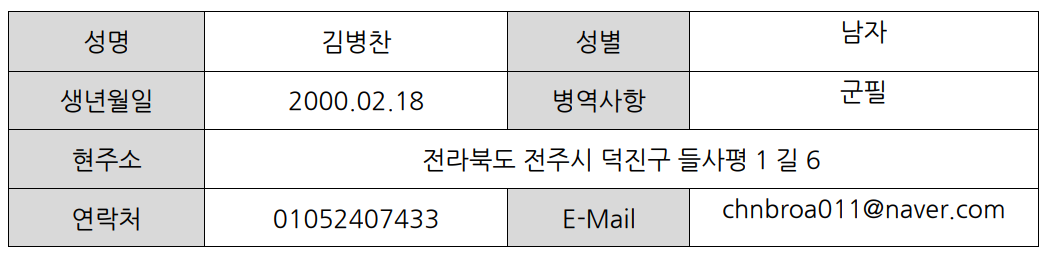 성명 김병찬 성별 남자
생년월일 2000.02.18 병역사항 군필
현주소 전라북도 전주시 덕진구 들사평 1 길 6
연락처 01052407433 E-Mail chnbroa011@naver.com